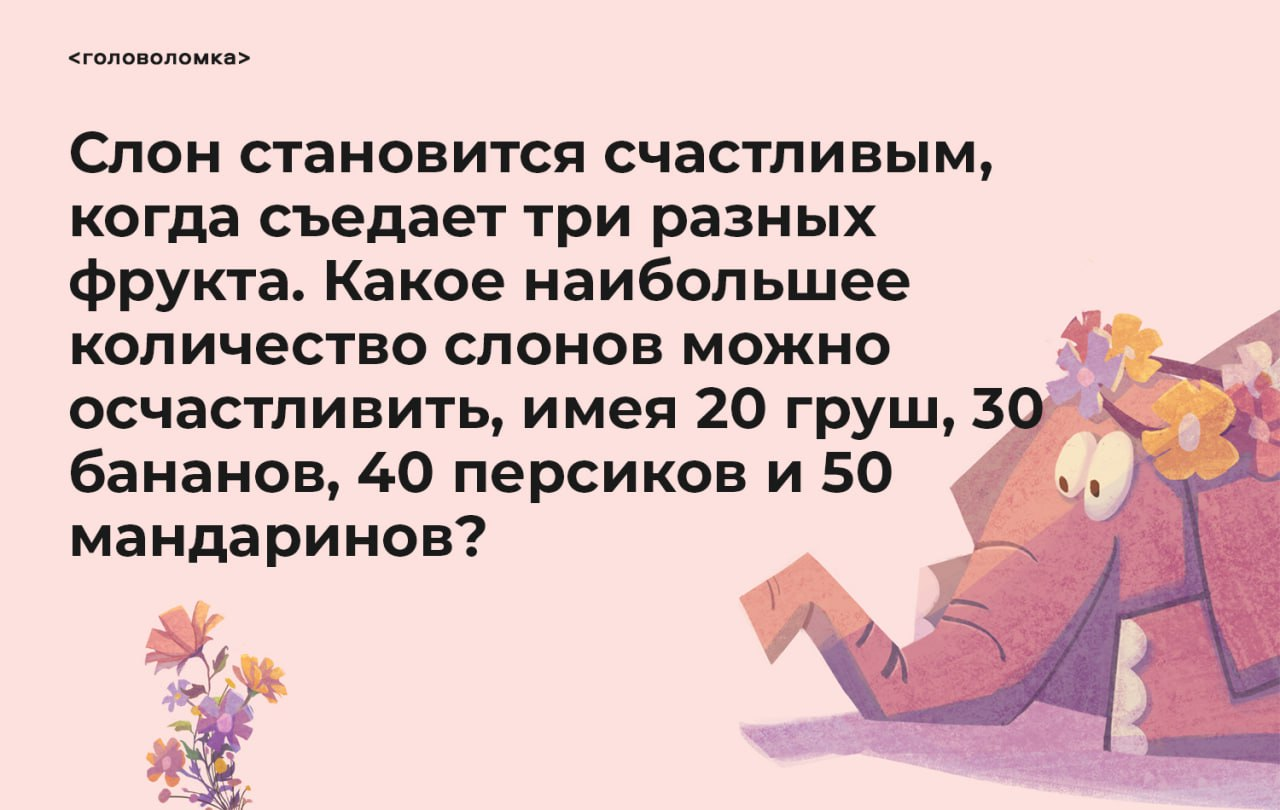 <головоломка>
Слон становится счастливым,
когда съедает три разных
фрукта. Какое наибольшее
количество слонов можно
осчастливить, имея 20 груш, 30
бананов, 40 персиков и 50
мандаринов?